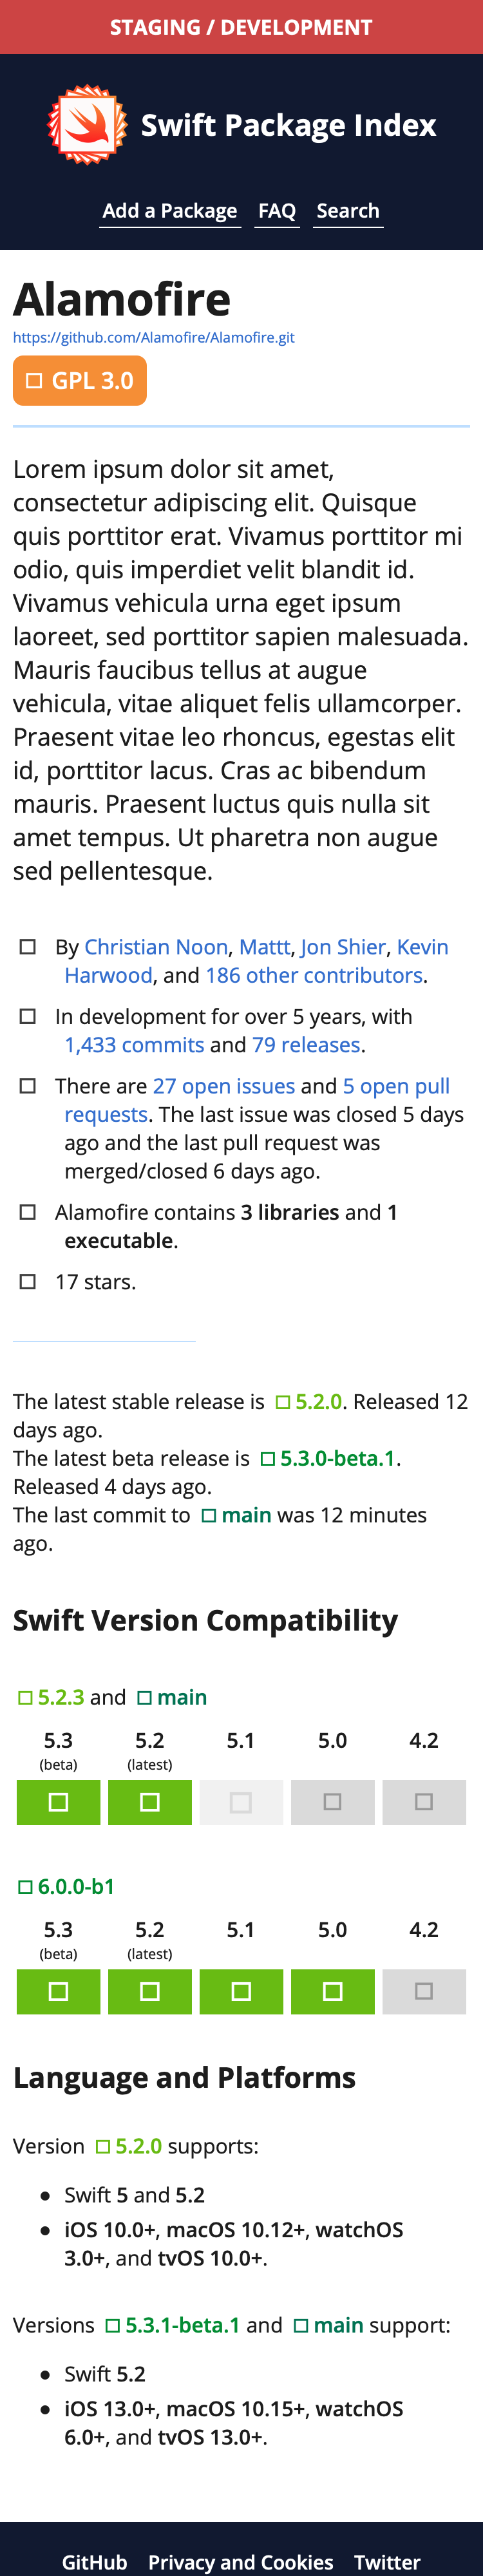 STAGING / DEVELOPMENT
Swift Package Index
Add a Package FAQ Search
Alamofire
https://github.com/Alamofire/Alamofire.git
GPL 3.0
Lorem ipsum dolor sit amet,
consectetur adipiscing elit. Quisque
quis porttitor erat. Vivamus porttitor mi
odio, quis imperdiet velit blandit id.
Vivamus vehicula urna eget ipsum
laoreet, sed porttitor sapien malesuada.
Mauris faucibus tellus at augue
vehicula, vitae aliquet felis ullamcorper.
Praesent vitae leo rhoncus, egestas elit
id, porttitor lacus. Cras ac bibendum
mauris. Praesent luctus quis nulla sit
amet tempus. Ut pharetra non augue
sed pellentesque.
By Christian Noon, Mattt, Jon Shier, Kevin
Harwood, and 186 other contributors.
In development for over 5 years, with
1,433 commits and 79 releases.
There are 27 open issues and 5 open pull
requests. The last issue was closed 5 days
ago and the last pull request was
merged/closed 6 days ago.
Alamofire contains 3 libraries and 1
executable.
17 stars.
The latest stable release is 5.2.0. Released 12
days ago.
The latest beta release is 5.3.0-beta.1.
Released 4 days ago.
The last commit to main was 12 minutes
ago.
Swift Version Compatibility
5.2.3 and main
5.3 5.2 5.1 5.0 4.2
(beta) (latest)
6.0.0-b1
5.3 5.2 5.1 5.0 4.2
(beta) (latest)
Language and Platforms
Version 5.2.0 supports:
Swift 5 and 5.2
iOS 10.0+, macOS 10.12+, watchOS
3.0+, and tvOS 10.0+.
Versions 5.3.1-beta.1 and main support:
Swift 5.2
iOS 13.0+, macOS 10.15+, watchOS
6.0+, and tvOS 13.0+.
GitHub Privacy and Cookies Twitter